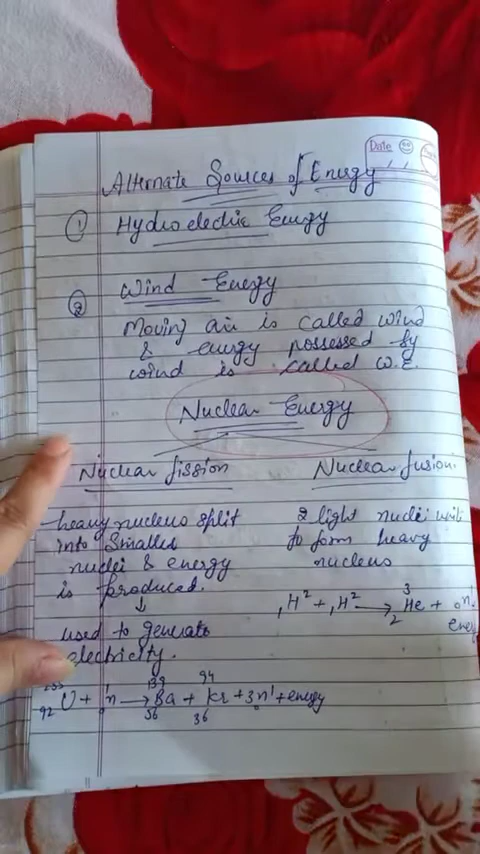 Date
Alternate Sources of Energy
① Hydroelectric Energy
② Wind Energy
Moving air is called wind
& energy possessed by
wind is called W.E.
Nuclear Energy
Nuclear fission
heavy nucleus split
into smaller
nuclei & energy
is produced.
↓
used to generate
electricity.
Nuclear fusion.
2 light nuclei unit
to form heavy
nucleus
₁H² + ₁H² → ₂He³ + ₀n¹
energy
₉₂U + ₀n¹ → ₅₆Ba¹³⁹ + ₃₆Kr⁹⁴ + 3₀n¹ + energy